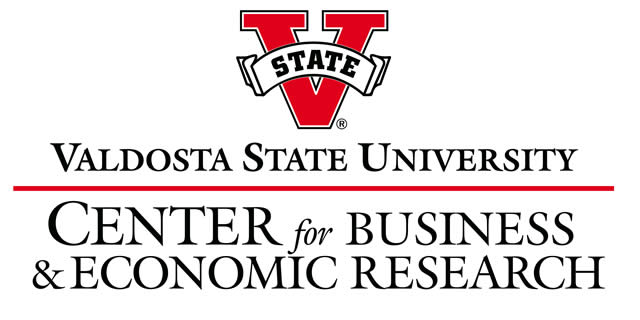 V
STATE
®
VALDOSTA STATE UNIVERSITY
CENTER for BUSINESS
& ECONOMIC RESEARCH